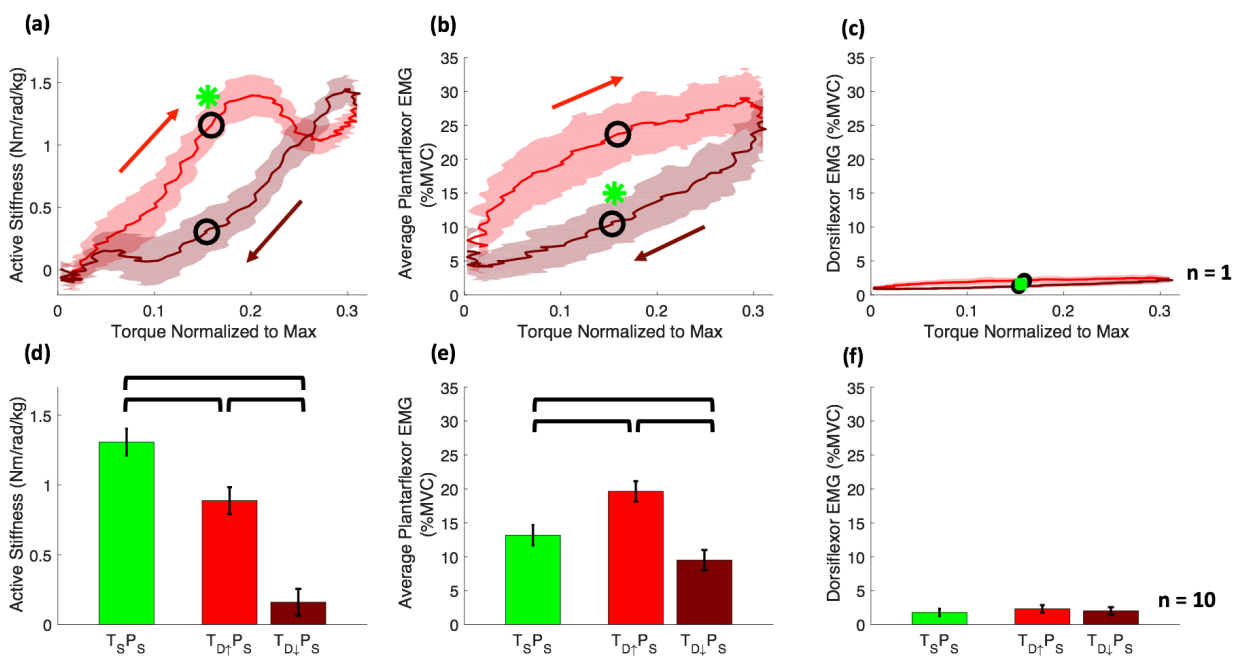 (a)
Active Stiffness (Nm/rad/kg)
1.5
1
0.5
0
0
0.1
0.2
0.3
Torque Normalized to Max
(b)
Average Plantarflexor EMG
(%MVC)
35
30
25
20
15
10
5
0
0
0.1
0.2
0.3
Torque Normalized to Max
(c)
Dorsiflexor EMG (%MVC)
35
30
25
20
15
10
5
0
0
0.1
0.2
0.3
Torque Normalized to Max
n = 1
(d)
Active Stiffness (Nm/rad/kg)
1.5
1
0.5
0
TSPS
TD↑PS
TD↓PS
(e)
Average Plantarflexor EMG
(%MVC)
35
30
25
20
15
10
5
0
TSPS
TD↑PS
TD↓PS
(f)
Dorsiflexor EMG (%MVC)
35
30
25
20
15
10
5
0
TSPS
TD↑PS
TD↓PS
n = 10